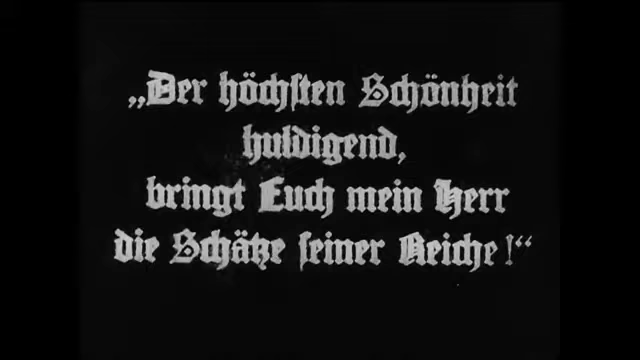 „Der höchſten Schönheit
huldigend,
bringt Euch mein Herr
die Schätze ſeiner Reiche!“